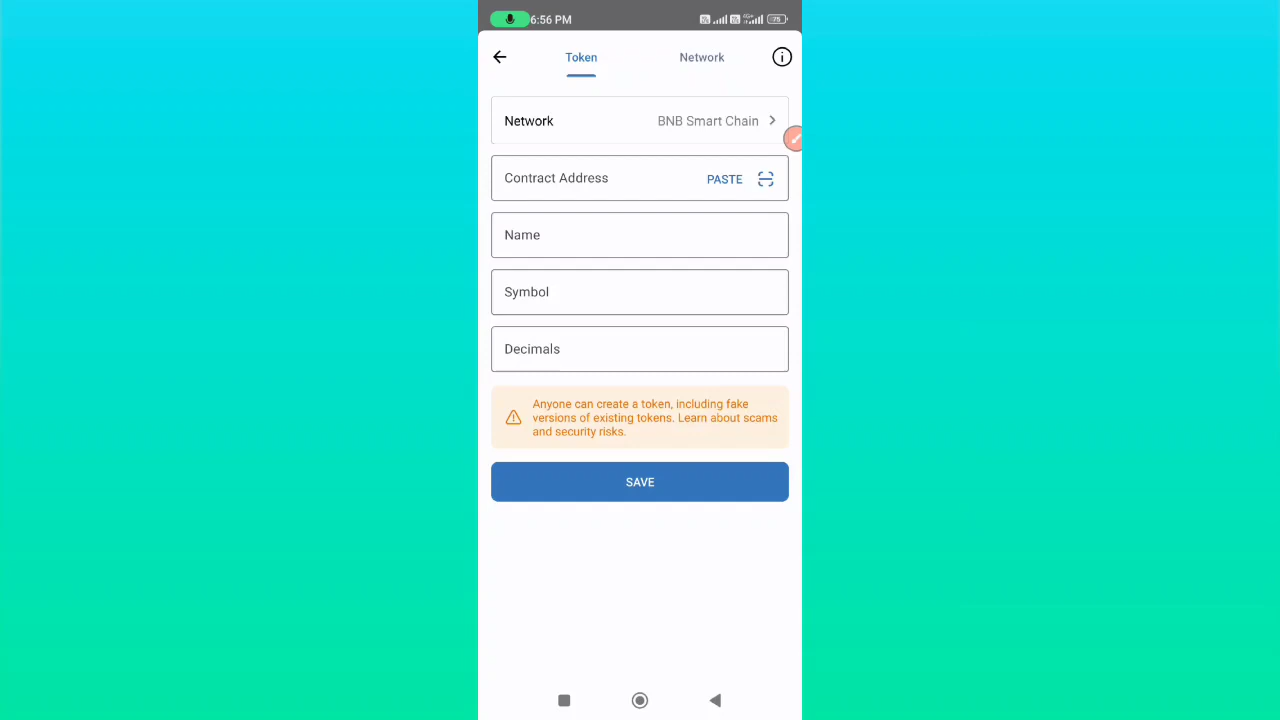 6:56 PM
75
Token
Network
Network
BNB Smart Chain
Contract Address
PASTE
Name
Symbol
Decimals
Anyone can create a token, including fake
versions of existing tokens. Learn about scams
and security risks.
SAVE